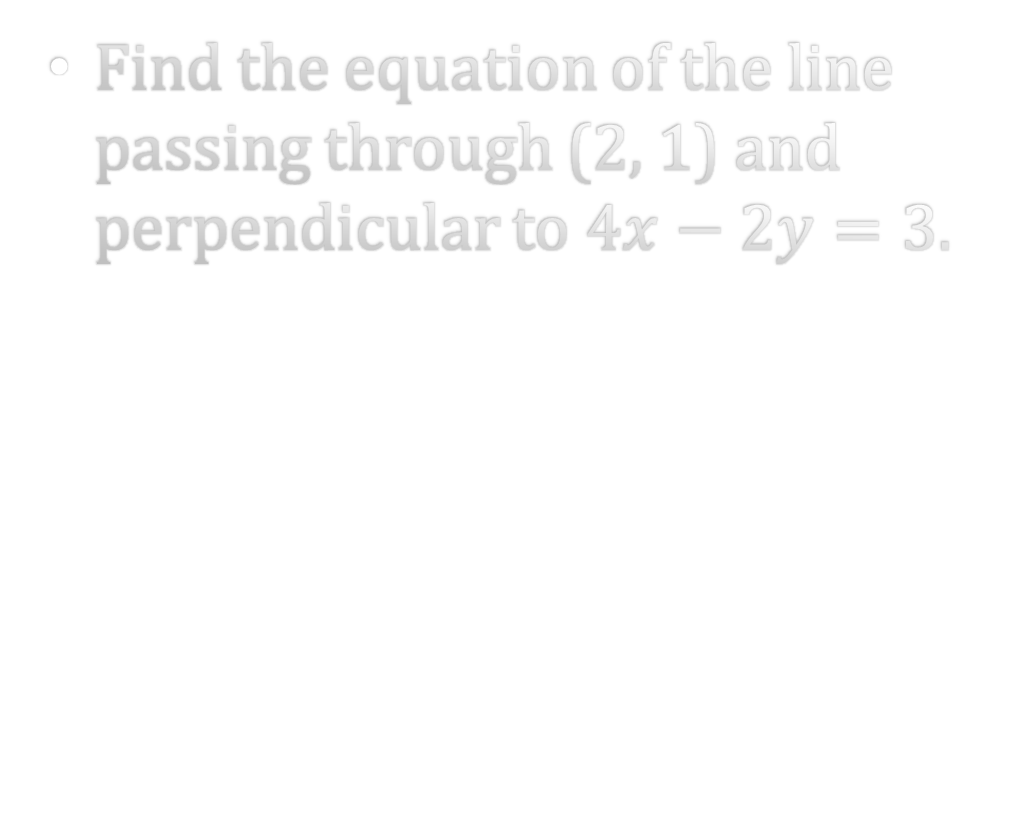 ◦ Find the equation of the line
passing through (2, 1) and
perpendicular to 4x − 2y = 3.